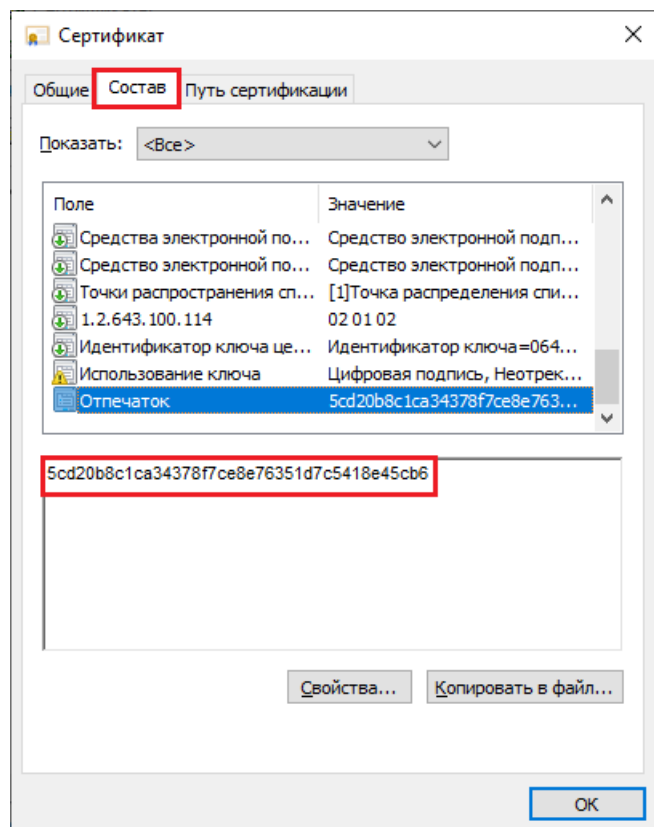 Сертификат
Общие Состав Путь сертификации
Показать: <Все>
Поле Значение
Средства электронной по... Средство электронной подп...
Средство электронной по... Средство электронной подп...
Точки распространения сп... [1]Точка распределения спи...
1.2.643.100.114 02 01 02
Идентификатор ключа це... Идентификатор ключа=064...
Использование ключа Цифровая подпись, Неотрек...
Отпечаток 5cd20b8c1ca34378f7ce8e763...
5cd20b8c1ca34378f7ce8e76351d7c5418e45cb6
Свойства... Копировать в файл...
ОК